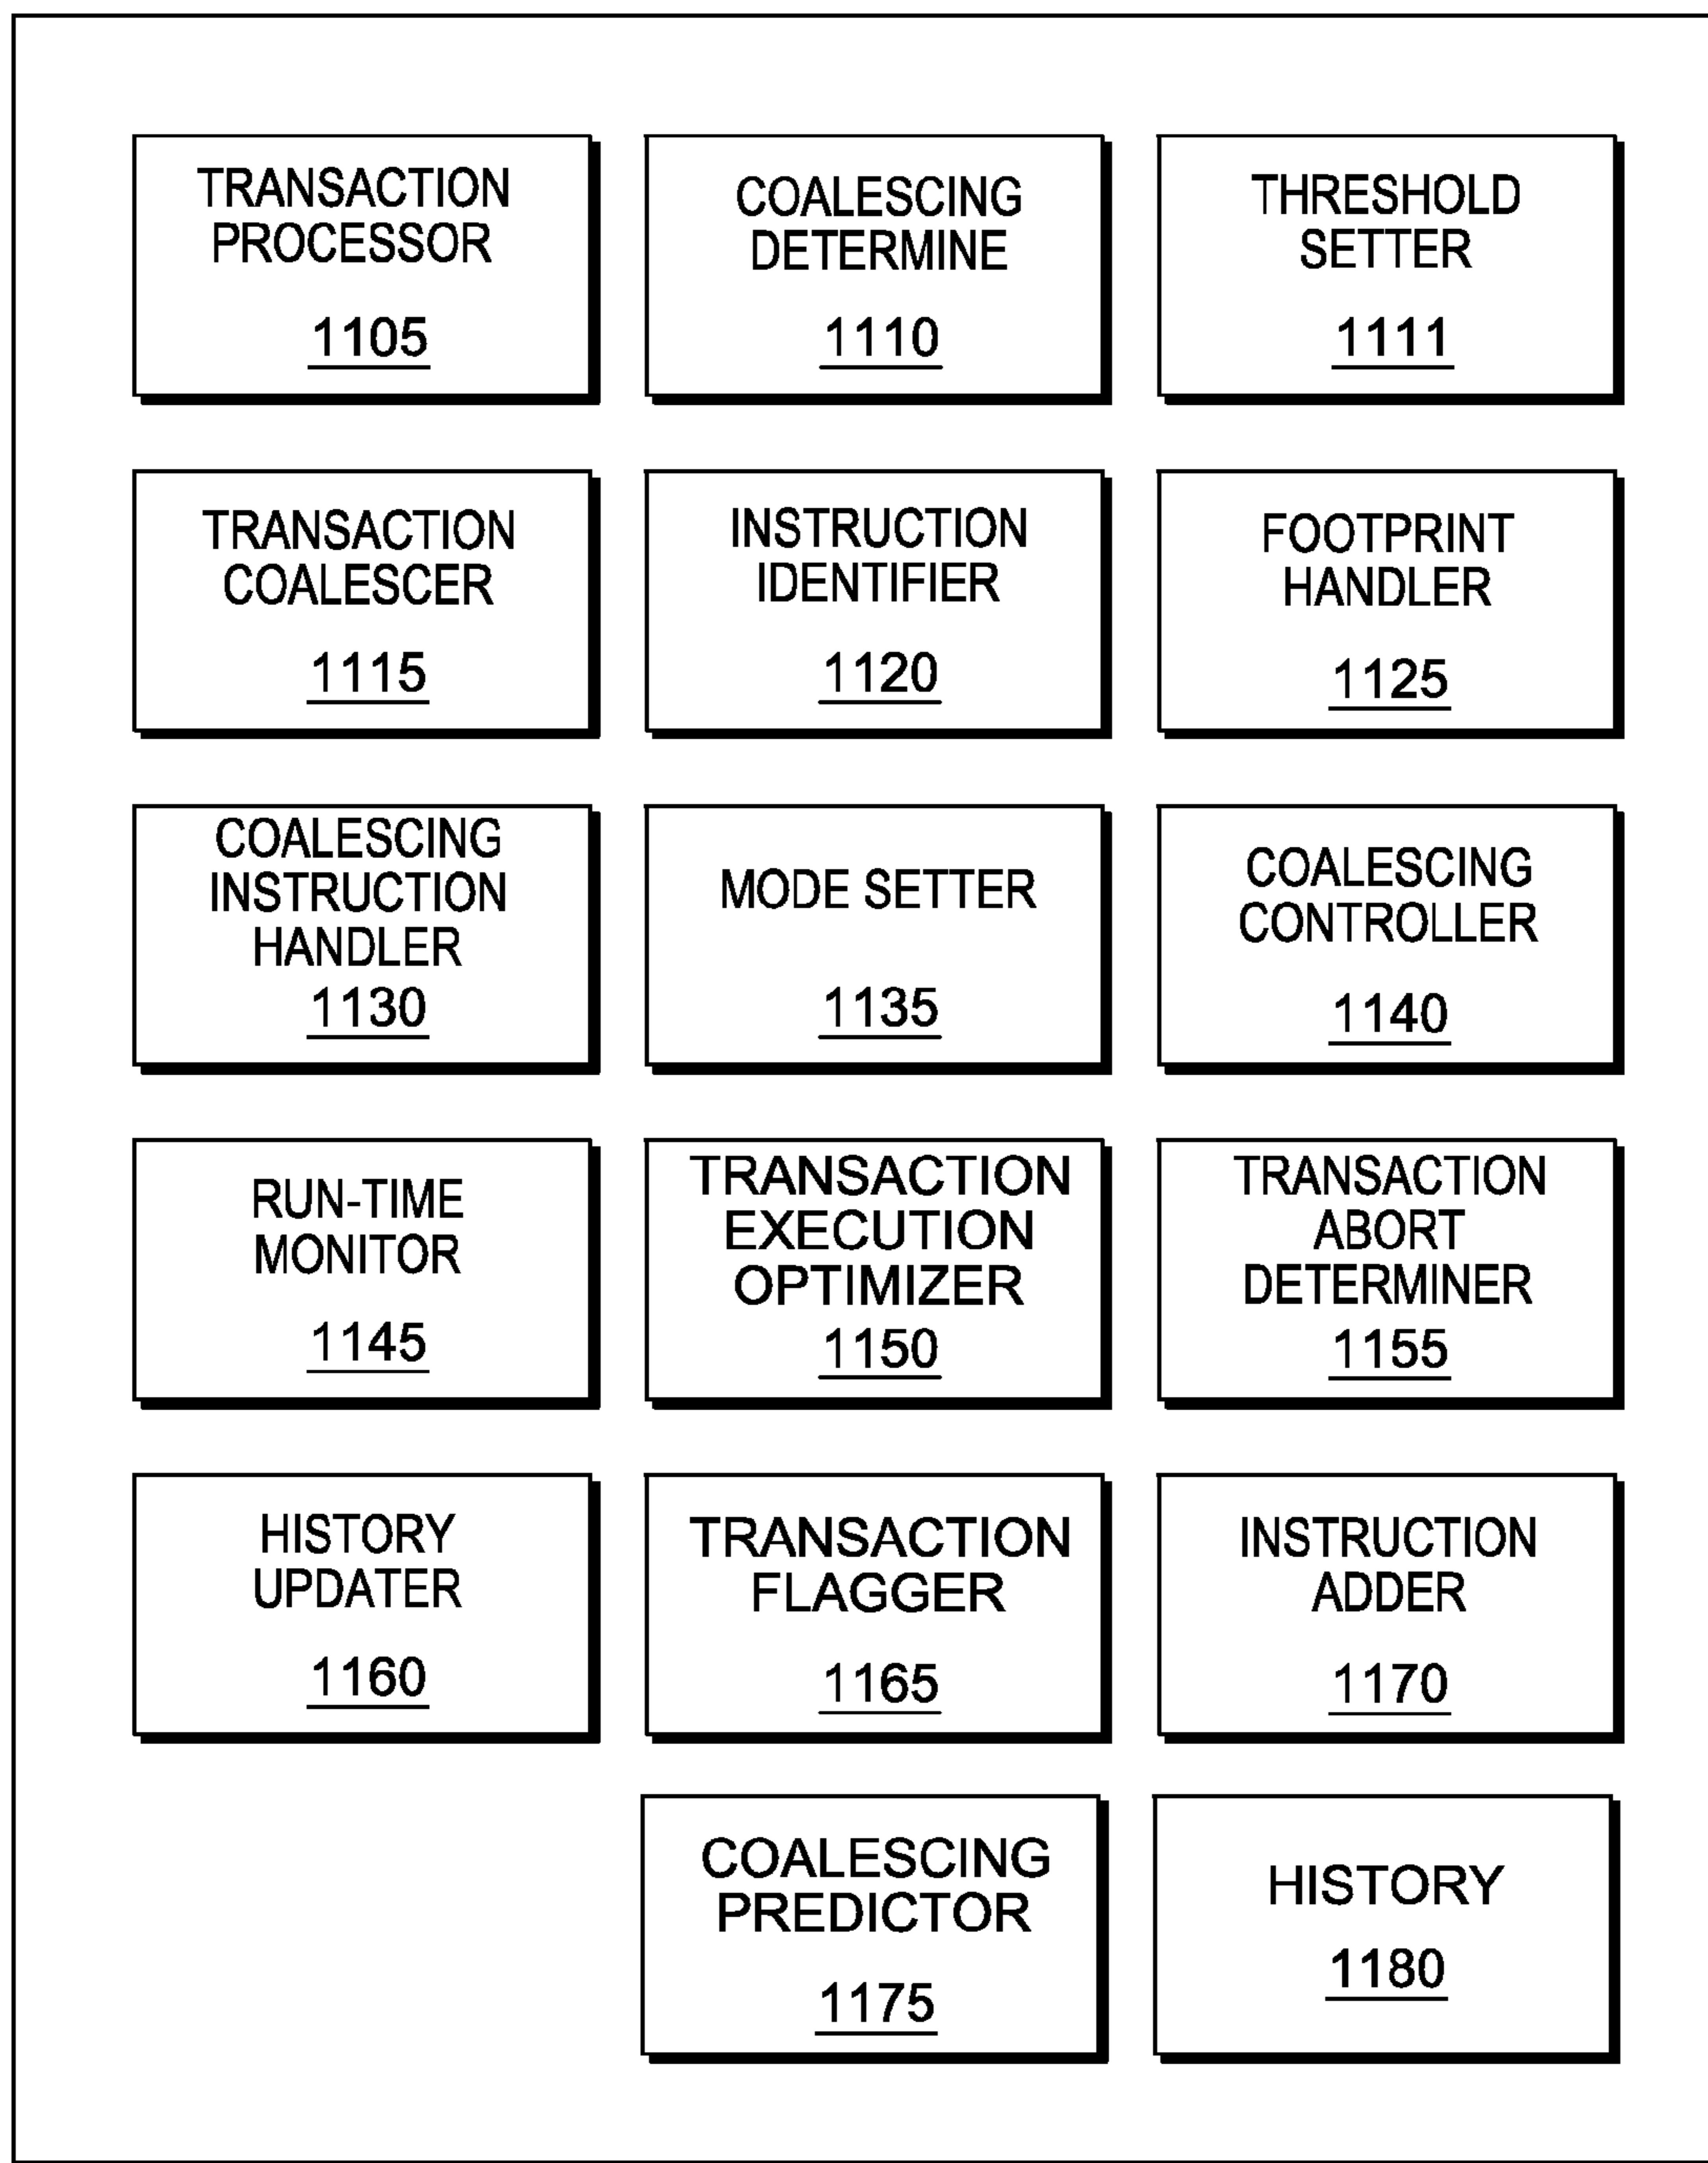 TRANSACTION
PROCESSOR
1105
COALESCING
DETERMINE
1110
THRESHOLD
SETTER
1111
TRANSACTION
COALESCER
1115
INSTRUCTION
IDENTIFIER
1120
FOOTPRINT
HANDLER
1125
COALESCING
INSTRUCTION
HANDLER
1130
MODE SETTER
1135
COALESCING
CONTROLLER
1140
RUN-TIME
MONITOR
1145
TRANSACTION
EXECUTION
OPTIMIZER
1150
TRANSACTION
ABORT
DETERMINER
1155
HISTORY
UPDATER
1160
TRANSACTION
FLAGGER
1165
INSTRUCTION
ADDER
1170
COALESCING
PREDICTOR
1175
HISTORY
1180